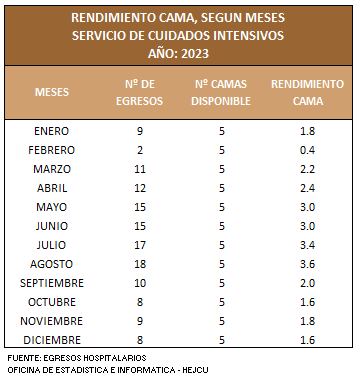 RENDIMIENTO CAMA, SEGUN MESES
SERVICIO DE CUIDADOS INTENSIVOS
AÑO: 2023
MESES Nº DE EGRESOS Nº CAMAS DISPONIBLE RENDIMIENTO CAMA
ENERO 9 5 1.8
FEBRERO 2 5 0.4
MARZO 11 5 2.2
ABRIL 12 5 2.4
MAYO 15 5 3.0
JUNIO 15 5 3.0
JULIO 17 5 3.4
AGOSTO 18 5 3.6
SEPTIEMBRE 10 5 2.0
OCTUBRE 8 5 1.6
NOVIEMBRE 9 5 1.8
DICIEMBRE 8 5 1.6
FUENTE: EGRESOS HOSPITALARIOS
OFICINA DE ESTADISTICA E INFORMATICA - HEJCU